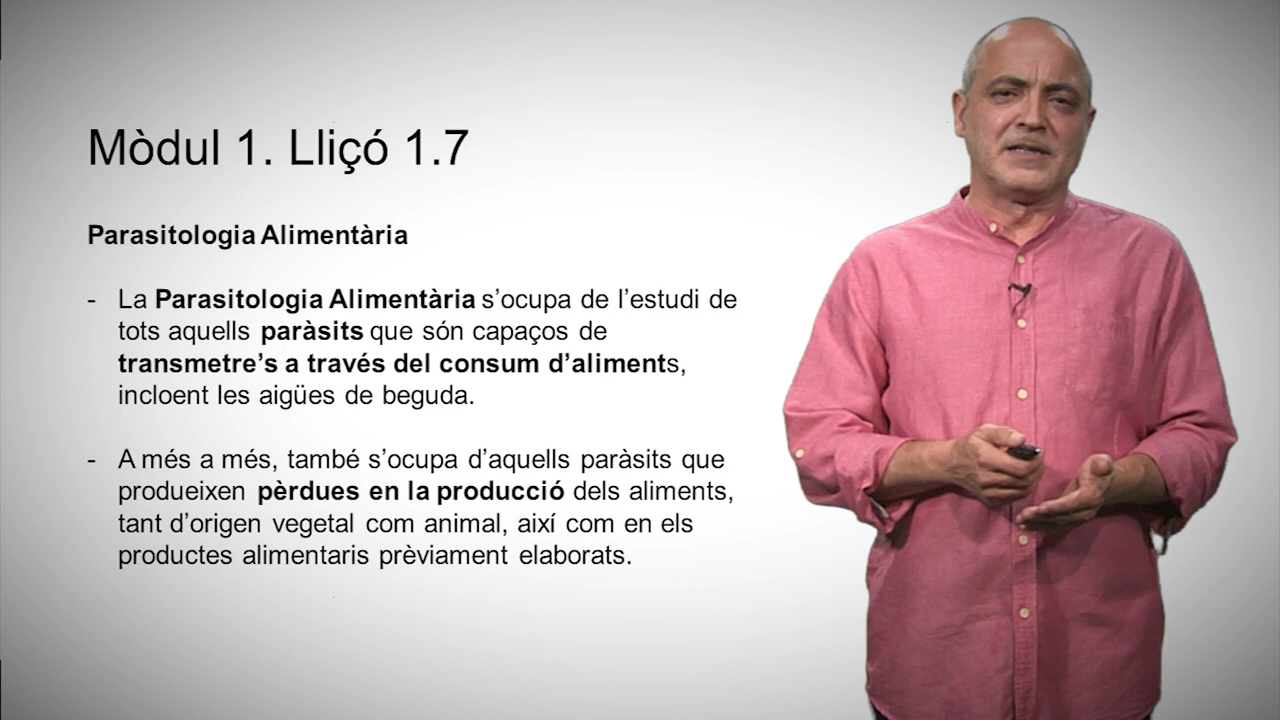 Mòdul 1. Lliçó 1.7
Parasitologia Alimentària
- La Parasitologia Alimentària s’ocupa de l’estudi de
tots aquells paràsits que són capaços de
transmetre’s a través del consum d’aliments,
incloent les aigües de beguda.
- A més a més, també s’ocupa d’aquells paràsits que
produeixen pèrdues en la producció dels aliments,
tant d’origen vegetal com animal, així com en els
productes alimentaris prèviament elaborats.